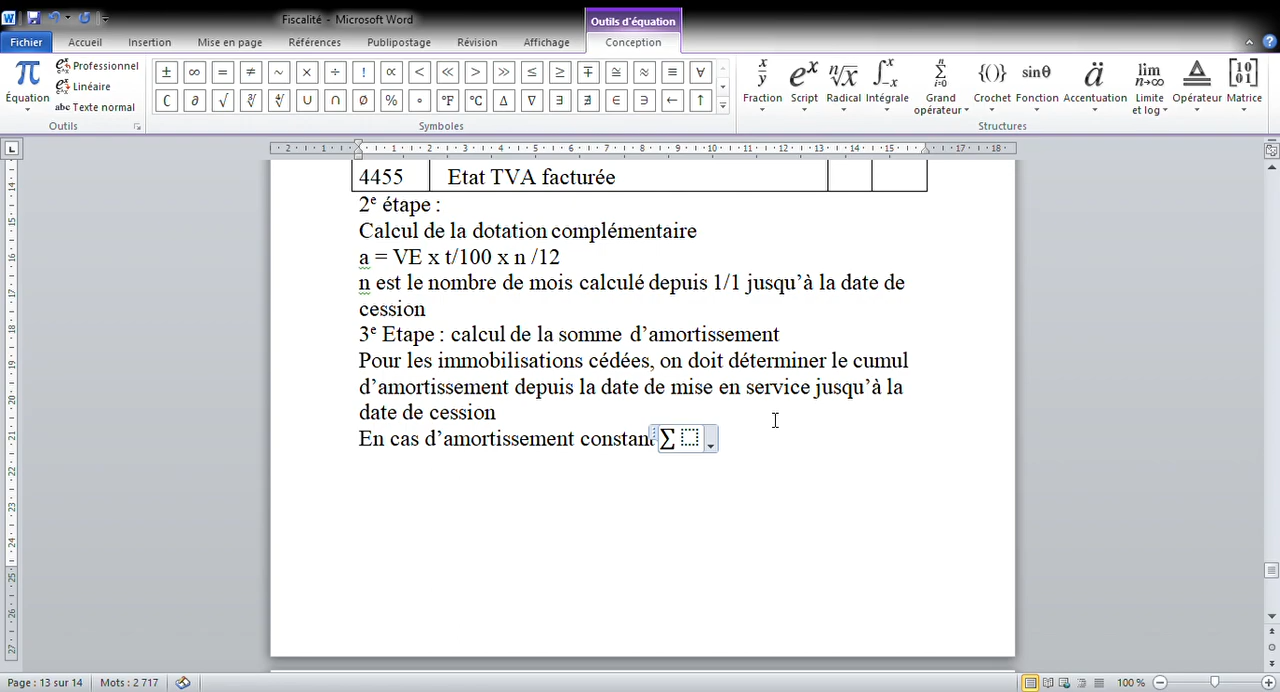 Fiscalité - Microsoft Word
Outils d'équation
Fichier Accueil Insertion Mise en page Références Publipostage Révision Affichage Conception
π Équation
Professionnel
Linéaire
abc Texte normal
Outils
± ∞ = ≠ ~ × ÷ ! ∝ < ≪ > ≫ ≤ ≥ ∓ ≅ ≈ ≡ ∀
∁ ∂ √ ∛ ∜ ∪ ∩ ∅ % ° °F °C ∆ ∇ ∃ ∄ ∈ ∋ ← ↑
Symboles
Fraction Script Radical Intégrale Grand opérateur Crochet Fonction Accentuation Limite et log Opérateur Matrice
Structures
4455 Etat TVA facturée
2e étape :
Calcul de la dotation complémentaire
a = VE x t/100 x n /12
n est le nombre de mois calculé depuis 1/1 jusqu’à la date de
cession
3e Etape : calcul de la somme d’amortissement
Pour les immobilisations cédées, on doit déterminer le cumul
d’amortissement depuis la date de mise en service jusqu’à la
date de cession
En cas d’amortissement constant ∑
Page : 13 sur 14 Mots : 2 717 100 %